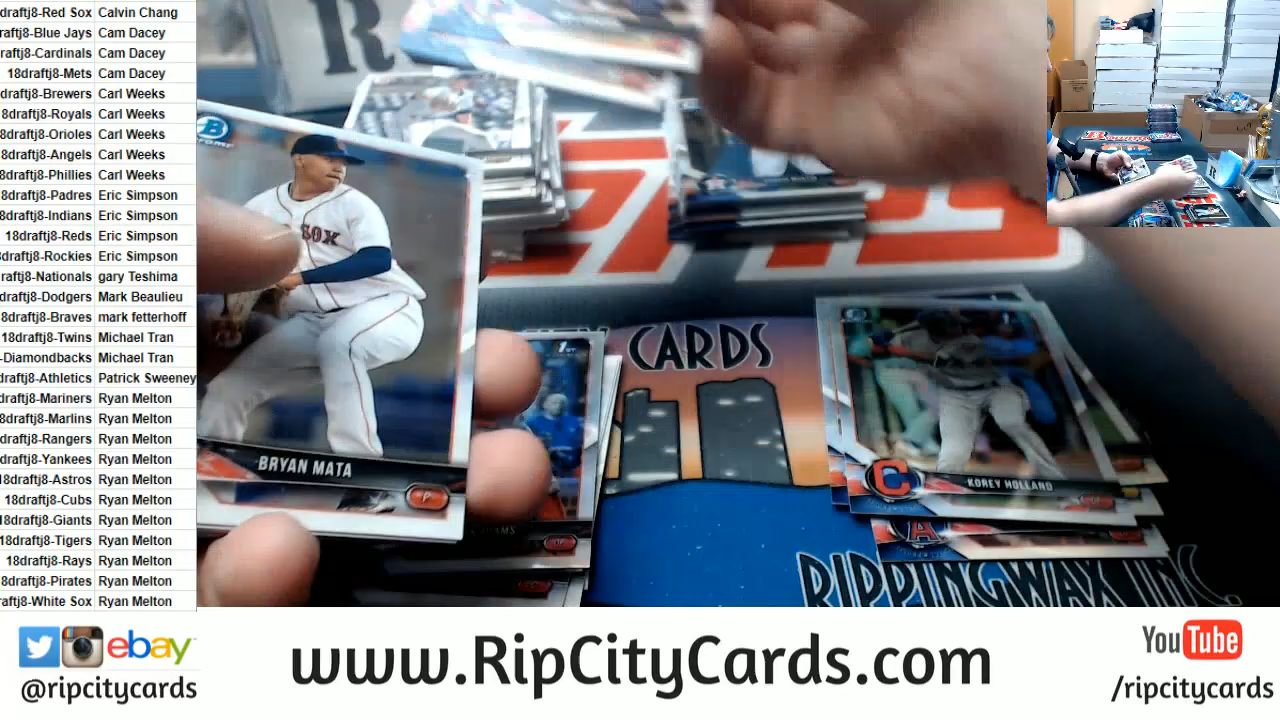 draftj8-Red Sox Calvin Chang
raftj8-Blue Jays Cam Dacey
raftj8-Cardinals Cam Dacey
18draftj8-Mets Cam Dacey
draftj8-Brewers Carl Weeks
8draftj8-Royals Carl Weeks
8draftj8-Orioles Carl Weeks
8draftj8-Angels Carl Weeks
8draftj8-Phillies Carl Weeks
8draftj8-Padres Eric Simpson
8draftj8-Indians Eric Simpson
18draftj8-Reds Eric Simpson
8draftj8-Rockies Eric Simpson
raftj8-Nationals gary Teshima
draftj8-Dodgers Mark Beaulieu
8draftj8-Braves mark fetterhoff
18draftj8-Twins Michael Tran
-Diamondbacks Michael Tran
draftj8-Athletics Patrick Sweeney
draftj8-Mariners Ryan Melton
8draftj8-Marlins Ryan Melton
draftj8-Rangers Ryan Melton
draftj8-Yankees Ryan Melton
8draftj8-Astros Ryan Melton
18draftj8-Cubs Ryan Melton
18draftj8-Giants Ryan Melton
18draftj8-Tigers Ryan Melton
18draftj8-Rays Ryan Melton
8draftj8-Pirates Ryan Melton
aftj8-White Sox Ryan Melton
R
B
SOX
BRYAN MATA
P
1st
CARDS
C
KOREY HOLLAND
A
RIPPINGWAX INC.
ebay
@ripcitycards
www.RipCityCards.com
YouTube
/ripcitycards